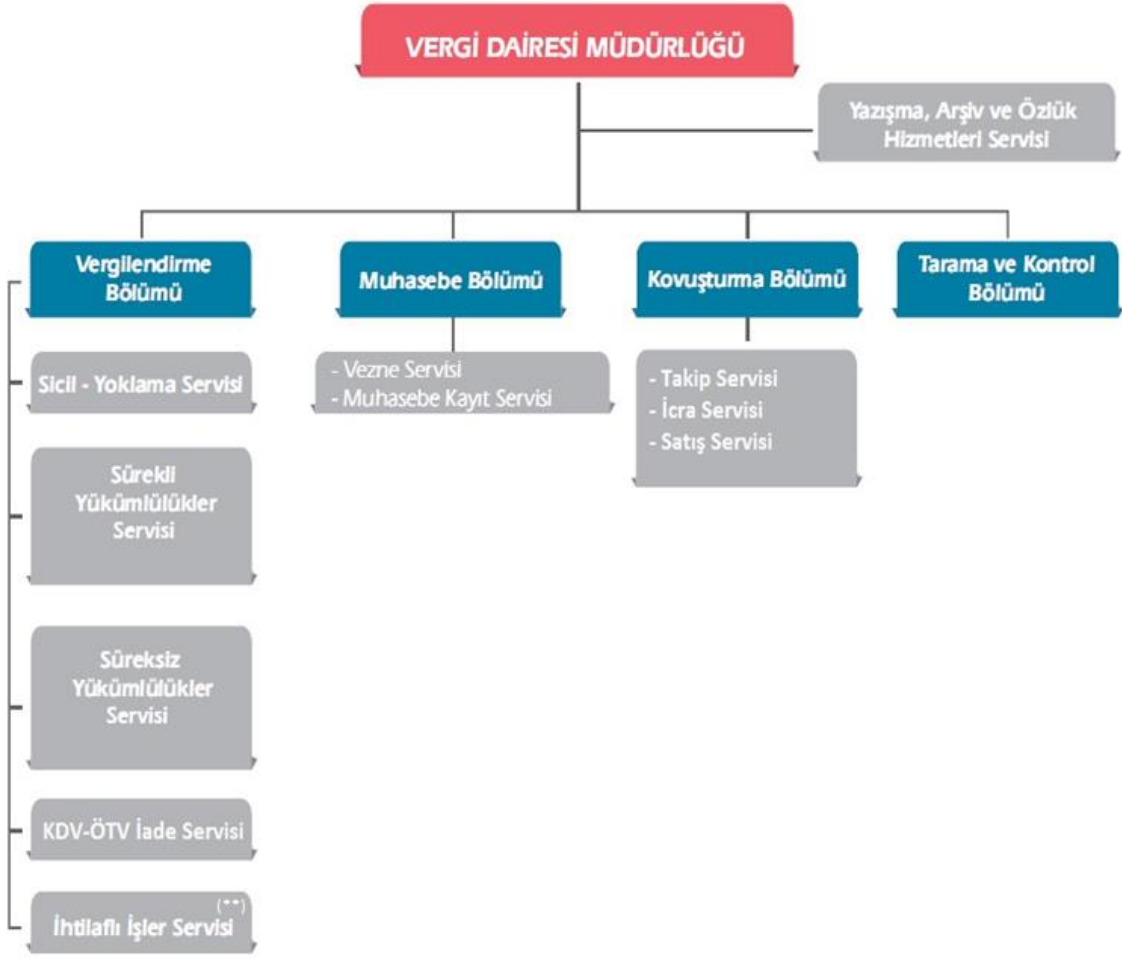 VERGİ DAİRESİ MÜDÜRLÜĞÜ
Yazışma, Arşiv ve Özlük
Hizmetleri Servisi
Vergilendirme
Bölümü
Muhasebe Bölümü
Kovuşturma Bölümü
Tarama ve Kontrol
Bölümü
Sicil - Yoklama Servisi
- Vezne Servisi
- Muhasebe Kayıt Servisi
- Takip Servisi
- İcra Servisi
- Satış Servisi
Sürekli
Yükümlülükler
Servisi
Süreksiz
Yükümlülükler
Servisi
KDV-ÖTV İade Servisi
(**)
İhtilaflı İşler Servisi